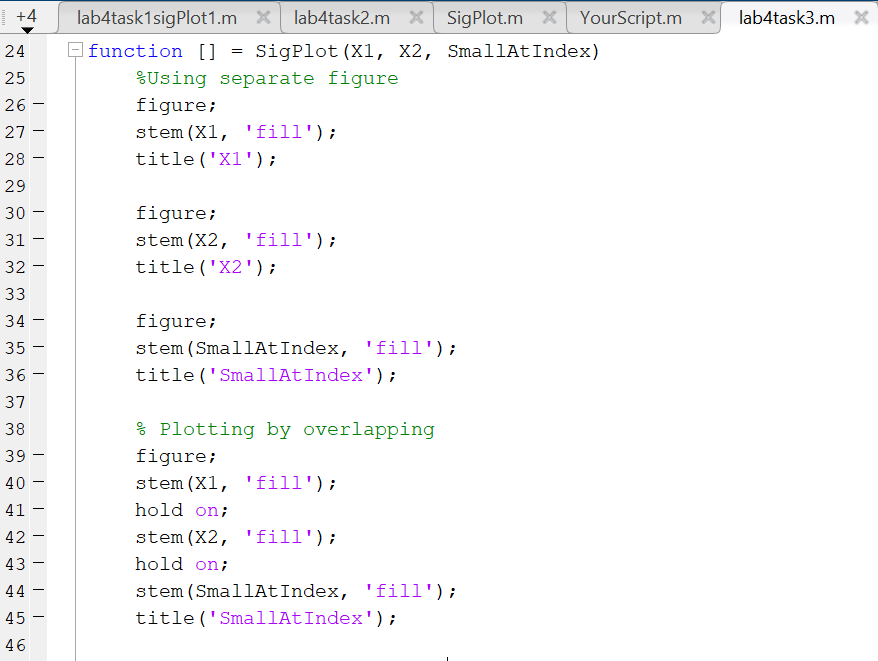 +4 lab4task1sigPlot1.m lab4task2.m SigPlot.m YourScript.m lab4task3.m
24 function [] = SigPlot(X1, X2, SmallAtIndex)
25 %Using separate figure
26 figure;
27 stem(X1, 'fill');
28 title('X1');
29
30 figure;
31 stem(X2, 'fill');
32 title('X2');
33
34 figure;
35 stem(SmallAtIndex, 'fill');
36 title('SmallAtIndex');
37
38 % Plotting by overlapping
39 figure;
40 stem(X1, 'fill');
41 hold on;
42 stem(X2, 'fill');
43 hold on;
44 stem(SmallAtIndex, 'fill');
45 title('SmallAtIndex');
46